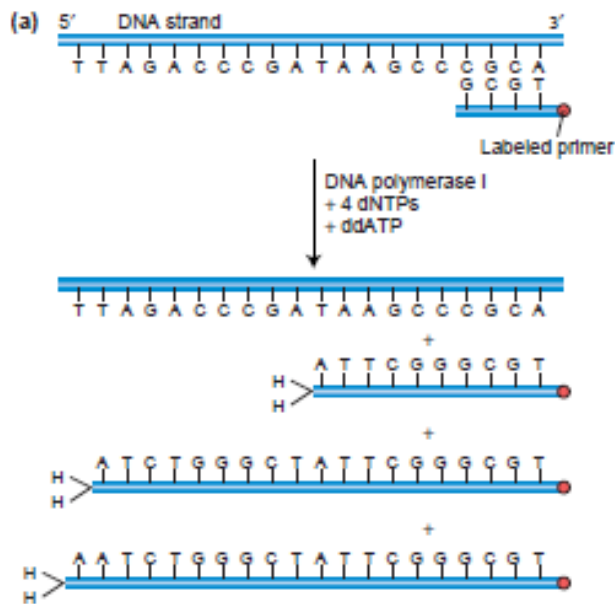 (a) 5′ DNA strand 3′
T T A G A C C C G A T A A G C C C G C A
G C G T
Labeled primer
DNA polymerase I
+ 4 dNTPs
+ ddATP
T T A G A C C C G A T A A G C C C G C A
+
A T T C G G G C G T
H
H
+
A T C T G G G C T A T T C G G G C G T
H
H
+
A A T C T G G G C T A T T C G G G C G T
H
H